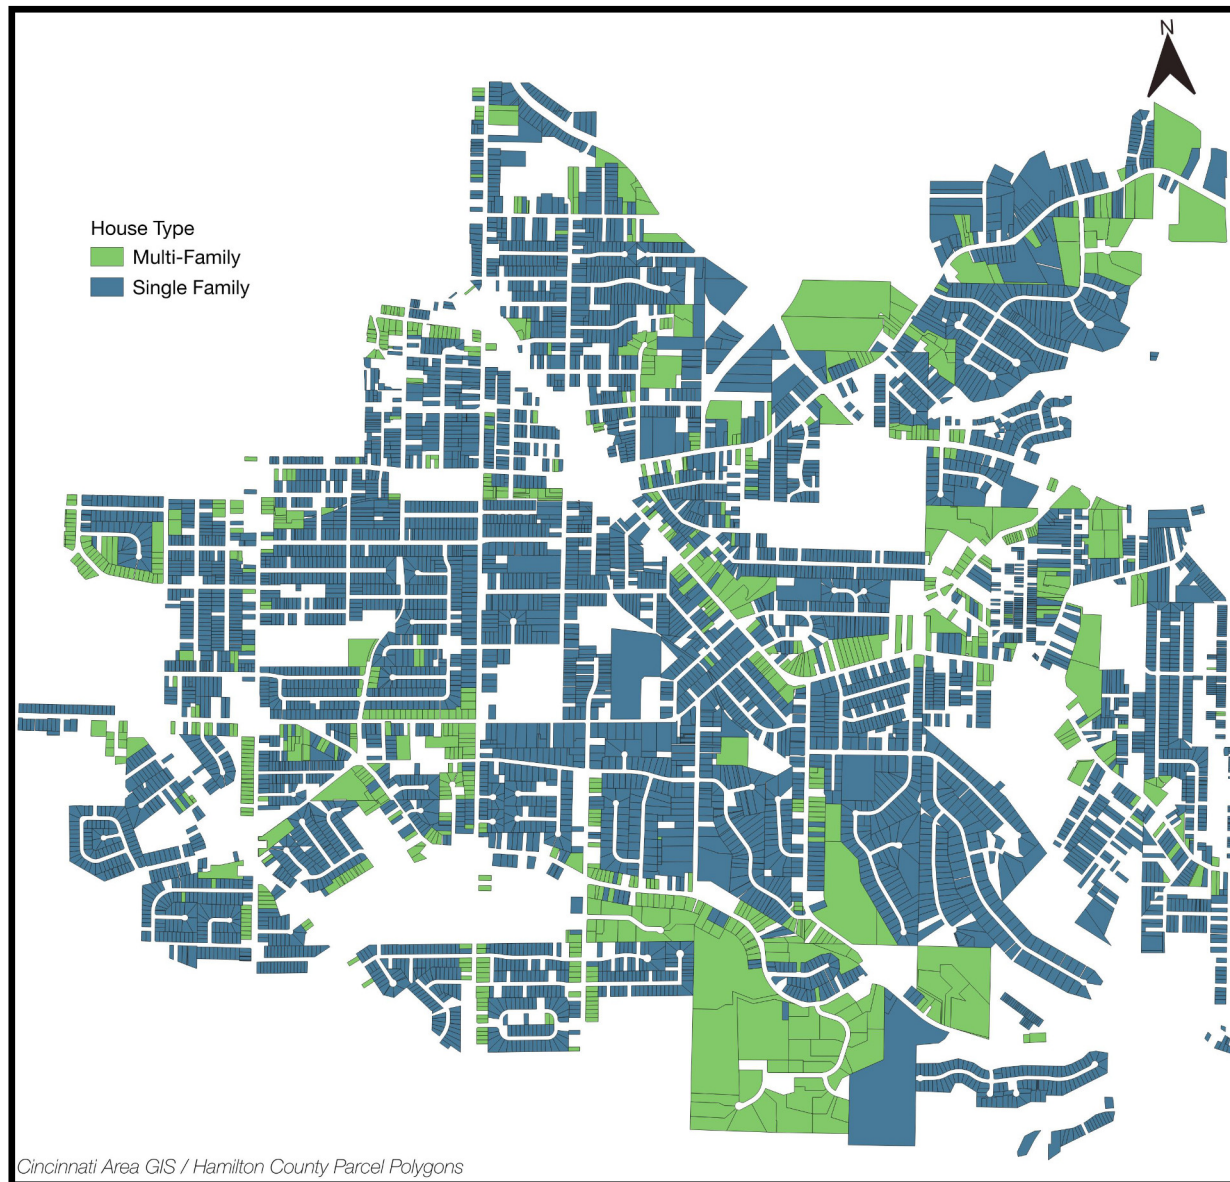 N
House Type
Multi-Family
Single Family
Cincinnati Area GIS / Hamilton County Parcel Polygons